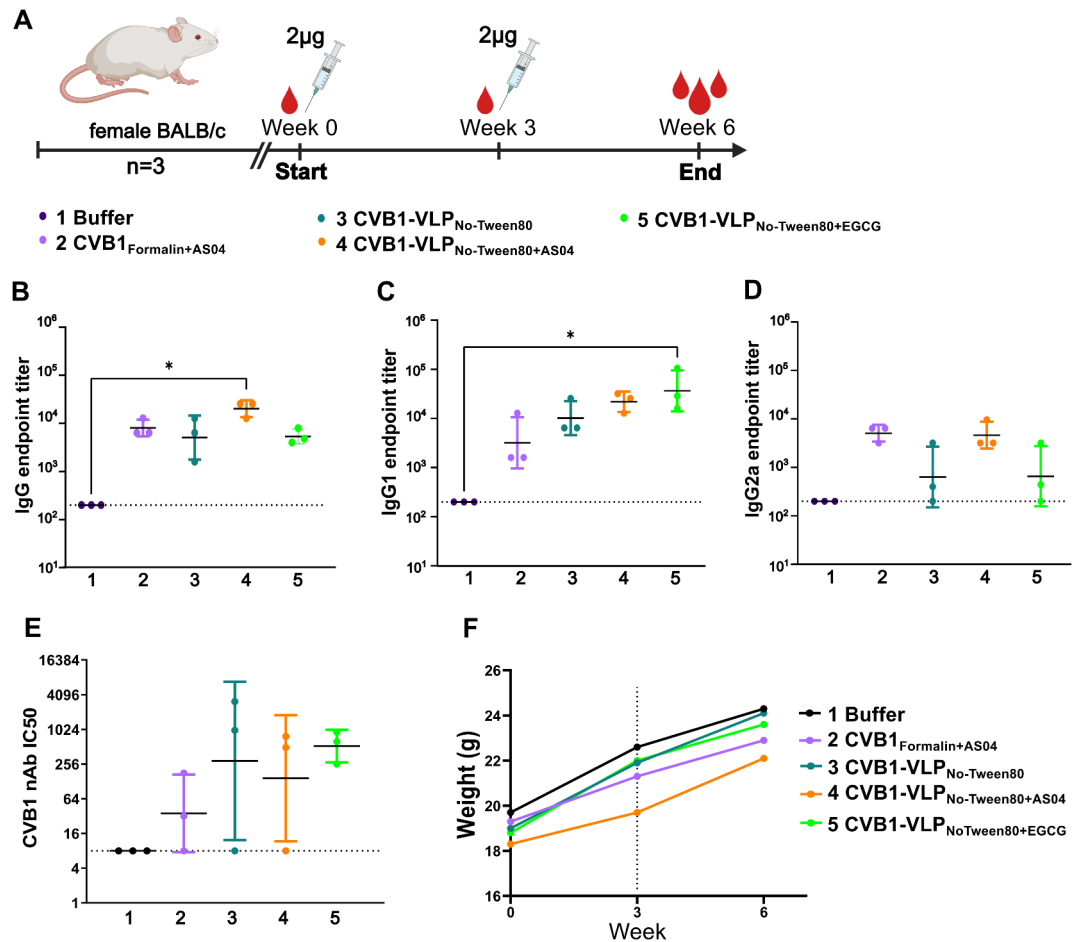 A
2µg
2µg
female BALB/c
Week 0
Week 3
Week 6
n=3
Start
End
1 Buffer
3 CVB1-VLPNo-Tween80
5 CVB1-VLPNo-Tween80+EGCG
2 CVB1Formalin+AS04
4 CVB1-VLPNo-Tween80+AS04
B
IgG endpoint titer
10⁶
10⁵
10⁴
10³
10²
10¹
*
1 2 3 4 5
C
IgG1 endpoint titer
10⁶
10⁵
10⁴
10³
10²
10¹
*
1 2 3 4 5
D
IgG2a endpoint titer
10⁶
10⁵
10⁴
10³
10²
10¹
1 2 3 4 5
E
CVB1 nAb IC50
16384
4096
1024
256
64
16
4
1
1 2 3 4 5
F
Weight (g)
26
24
22
20
18
16
0 3 6
Week
1 Buffer
2 CVB1Formalin+AS04
3 CVB1-VLPNo-Tween80
4 CVB1-VLPNo-Tween80+AS04
5 CVB1-VLPNoTween80+EGCG